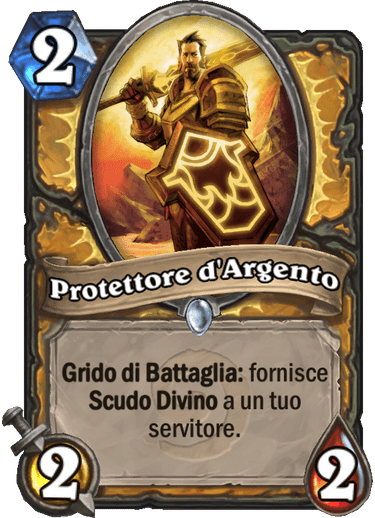 2
Protettore d'Argento
Grido di Battaglia: fornisce
Scudo Divino a un tuo
servitore.
2
2